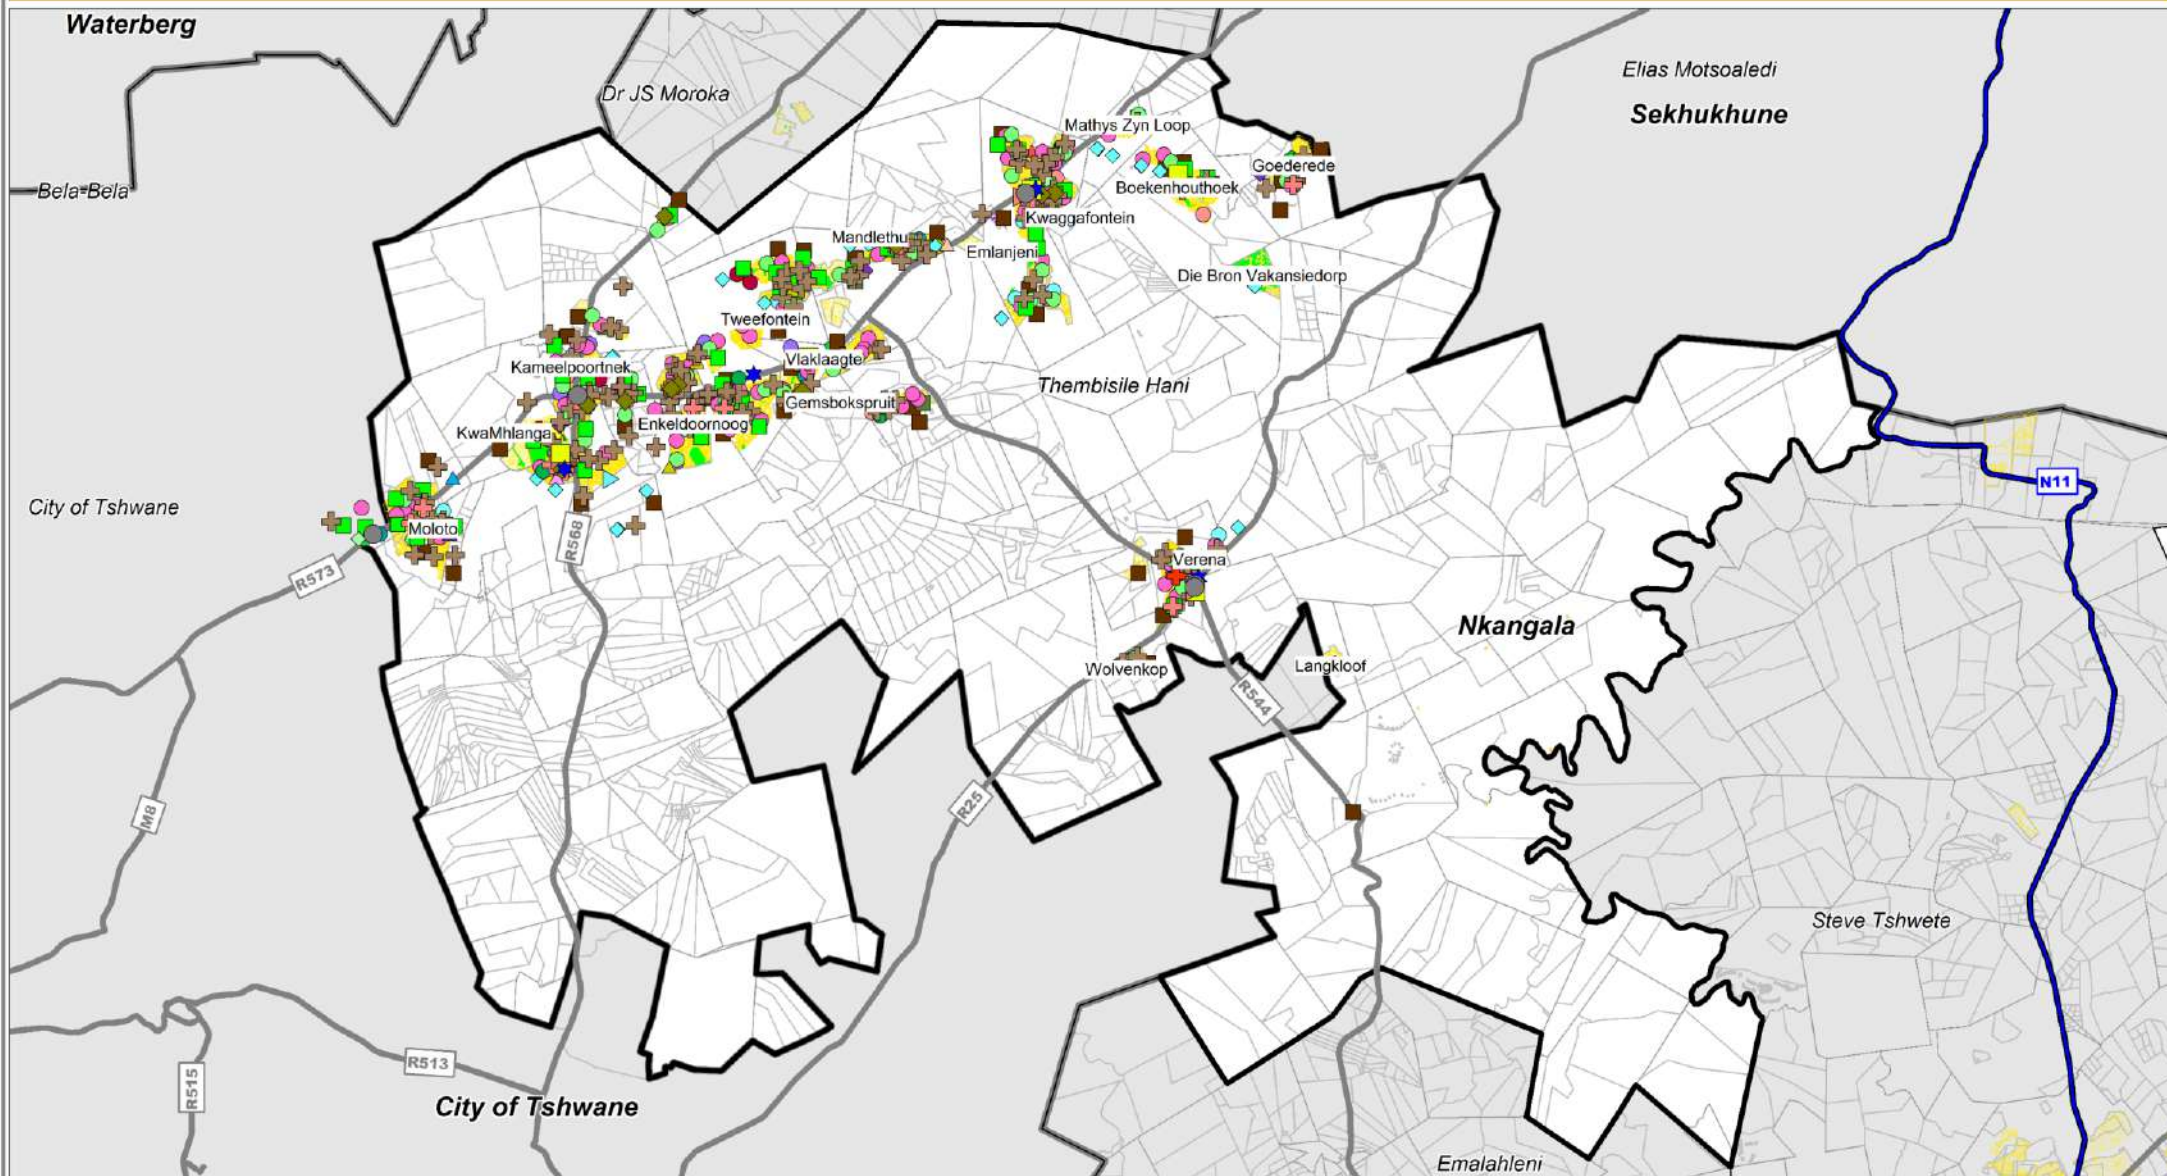 Waterberg
Elias Motsoaledi
Dr JS Moroka
Sekhukhune
Mathys Zyn Loop
Goederede
Bela-Bela
Boekenhouthoek
Kwaggafontein
Mandlethu
Emlanjeni
Die Bron Vakansiedorp
Tweefontein
Vlaklaagte
Kameelpoortnek
Thembisile Hani
Gemsbokspruit
Enkeldoornoog
KwaMhlanga
N11
City of Tshwane
Moloto
R568
Verena
R573
Nkangala
Wolvenkop
Langkloof
R544
R25
M8
Steve Tshwete
R513
R515
City of Tshwane
Emalahleni